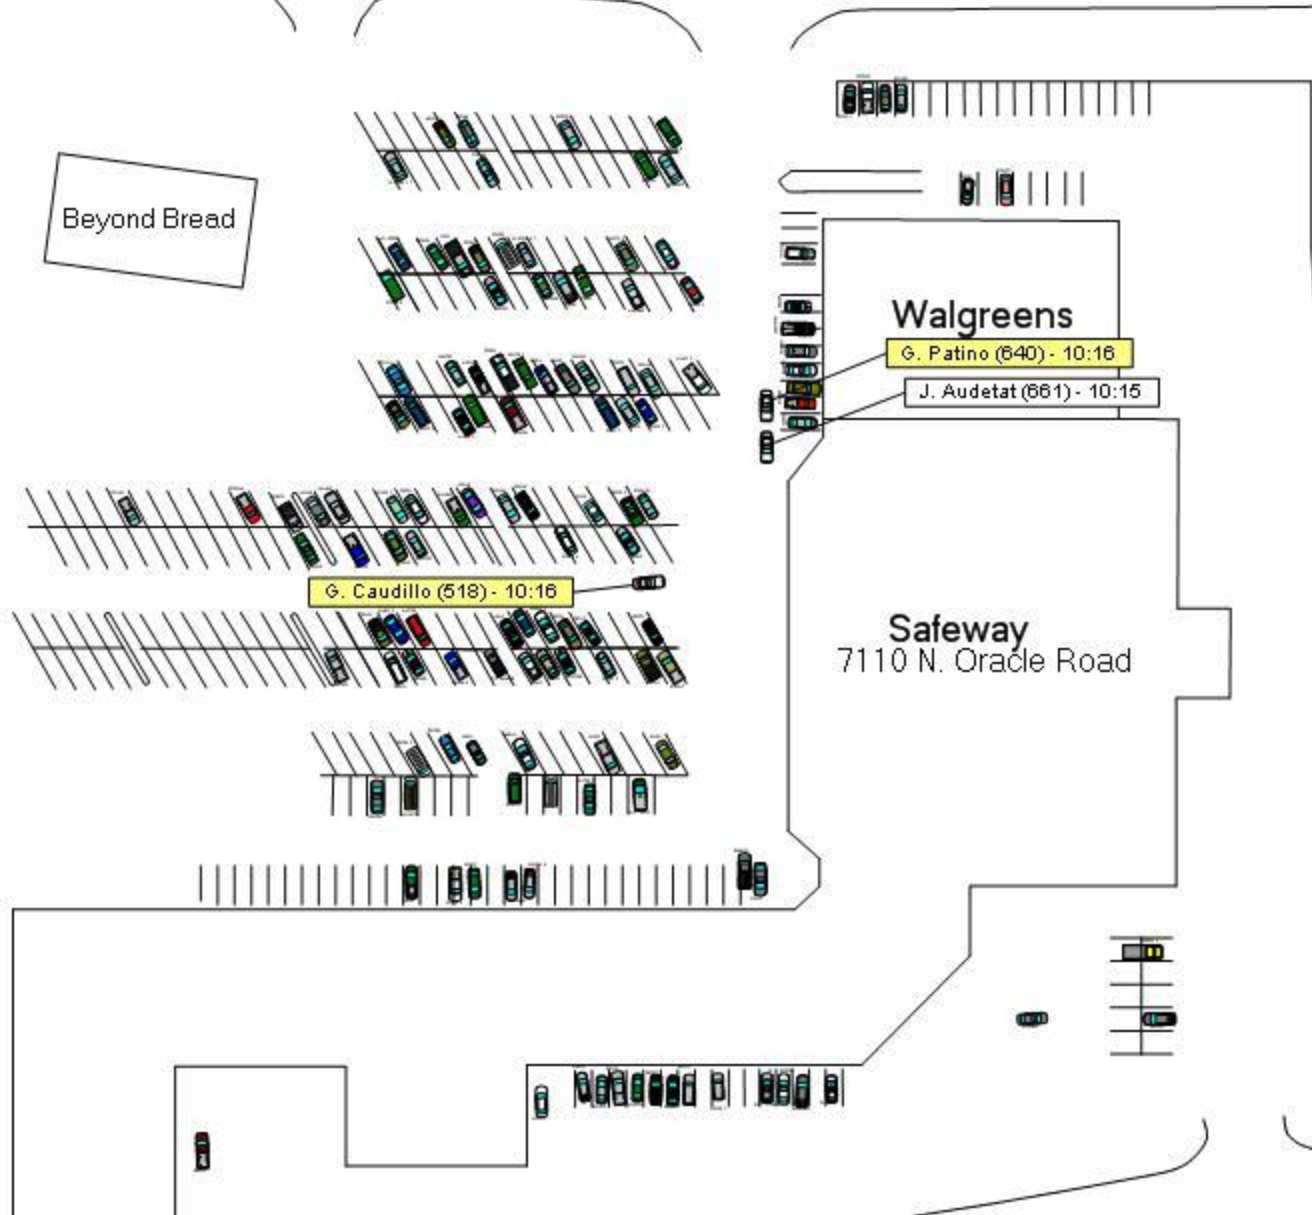 Beyond Bread
Walgreens
G. Patino (640) - 10:16
J. Audetat (661) - 10:15
G. Caudillo (518) - 10:16
Safeway
7110 N. Oracle Road